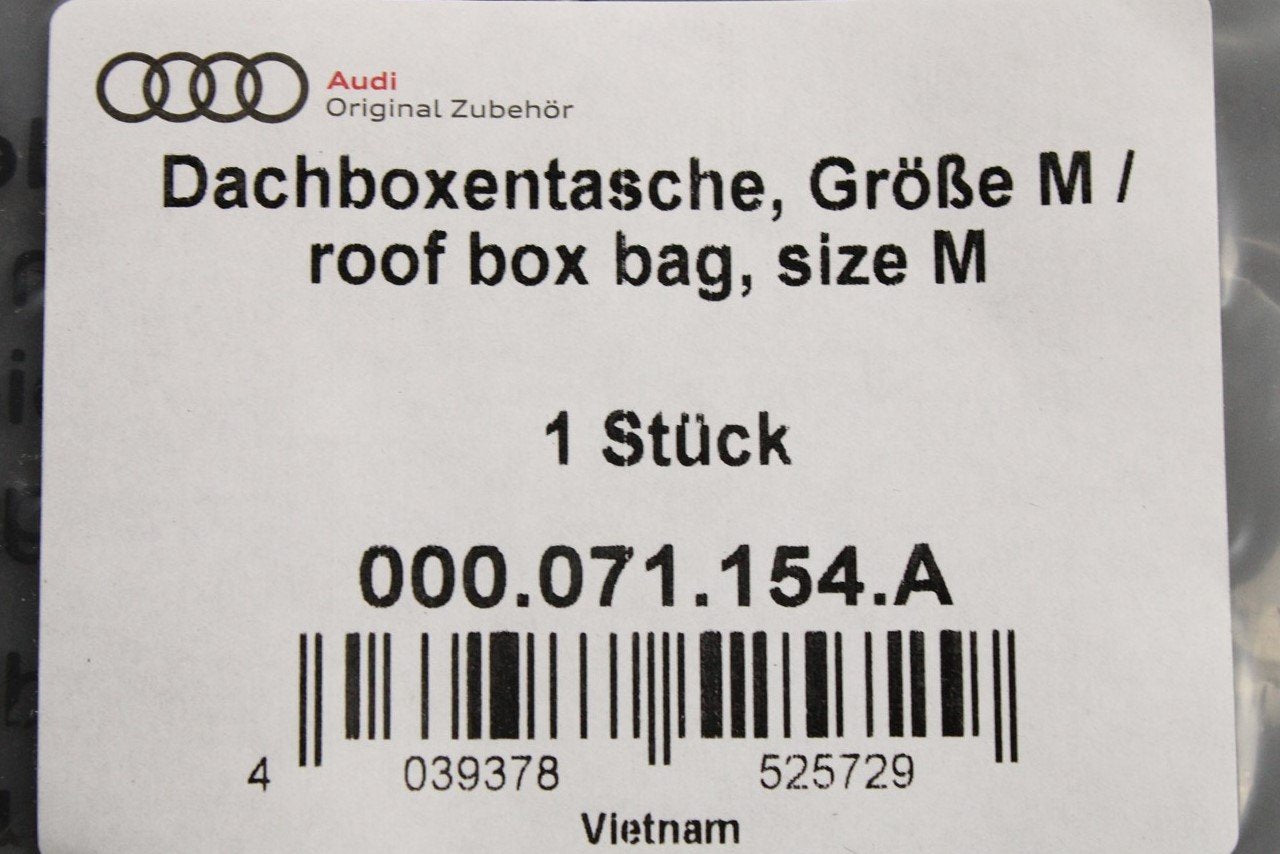 Audi
Original Zubehör
Dachboxentasche, Größe M /
roof box bag, size M
1 Stück
000.071.154.A
4 039378 525729
Vietnam